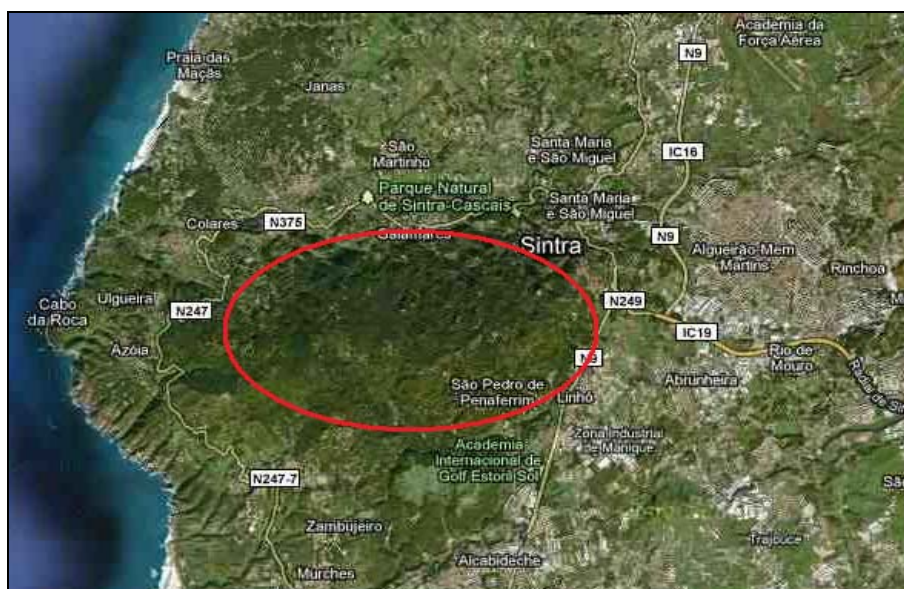 Academia da
Força Aérea
N9
Praia das
Maçãs
Janas
São
Martinho
Santa Maria
e São Miguel
IC16
Parque Natural
de Sintra-Cascais
Santa Maria
e São Miguel
Colares
N375
Galamares
Sintra
N9
Algueirão-Mem
Martins
Rinchoa
Cabo
da Roca
Ulgueira
N247
N249
IC19
Azóia
N9
Rio de
Mouro
Radial de
São Pedro de
Penaferrim
Linhó
Abrunheira
Academia
Internacional de
Golf Estoril Sol
Zona Industrial
de Manique
N247-7
Zambujeiro
Alcabideche
Trajouce
Murches